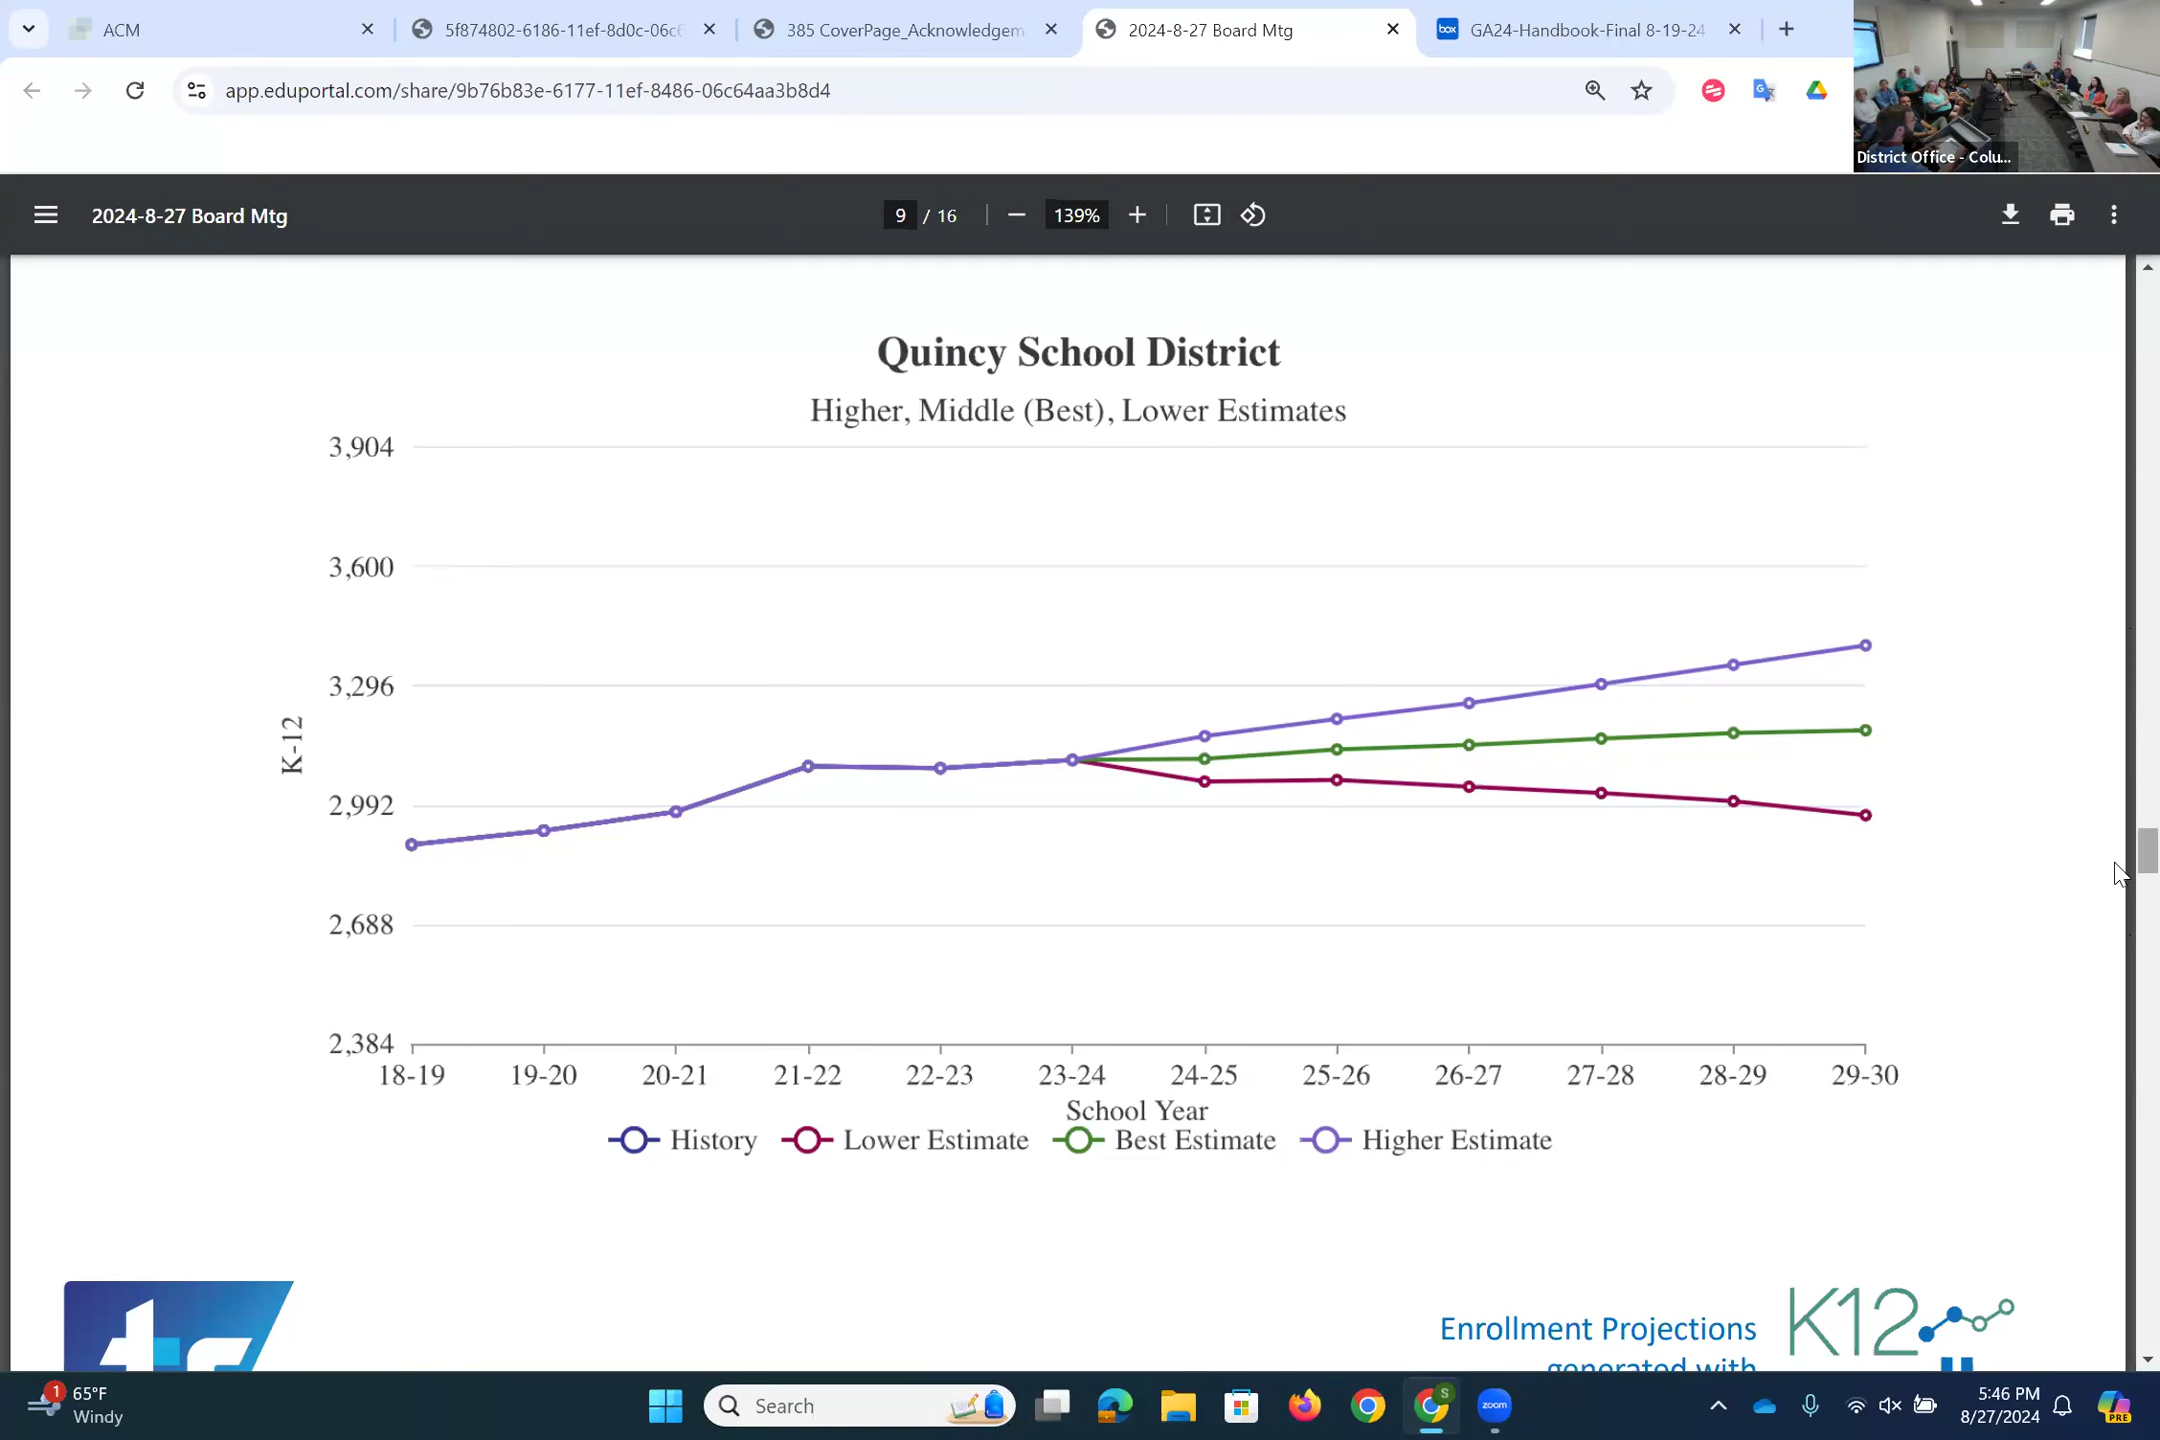 ACM
5f874802-6186-11ef-8d0c-06c6
385 CoverPage_Acknowledgem
2024-8-27 Board Mtg
GA24-Handbook-Final 8-19-24
app.eduportal.com/share/9b76b83e-6177-11ef-8486-06c64aa3b8d4
District Office - Colu...
2024-8-27 Board Mtg
9 / 16
139%
Quincy School District
Higher, Middle (Best), Lower Estimates
3,904
3,600
3,296
2,992
2,688
2,384
K-12
18-19 19-20 20-21 21-22 22-23 23-24 24-25 25-26 26-27 27-28 28-29 29-30
School Year
History Lower Estimate Best Estimate Higher Estimate
Enrollment Projections
generated with
K12
1
65°F
Windy
Search
zoom
S
5:46 PM
8/27/2024
PRE
box